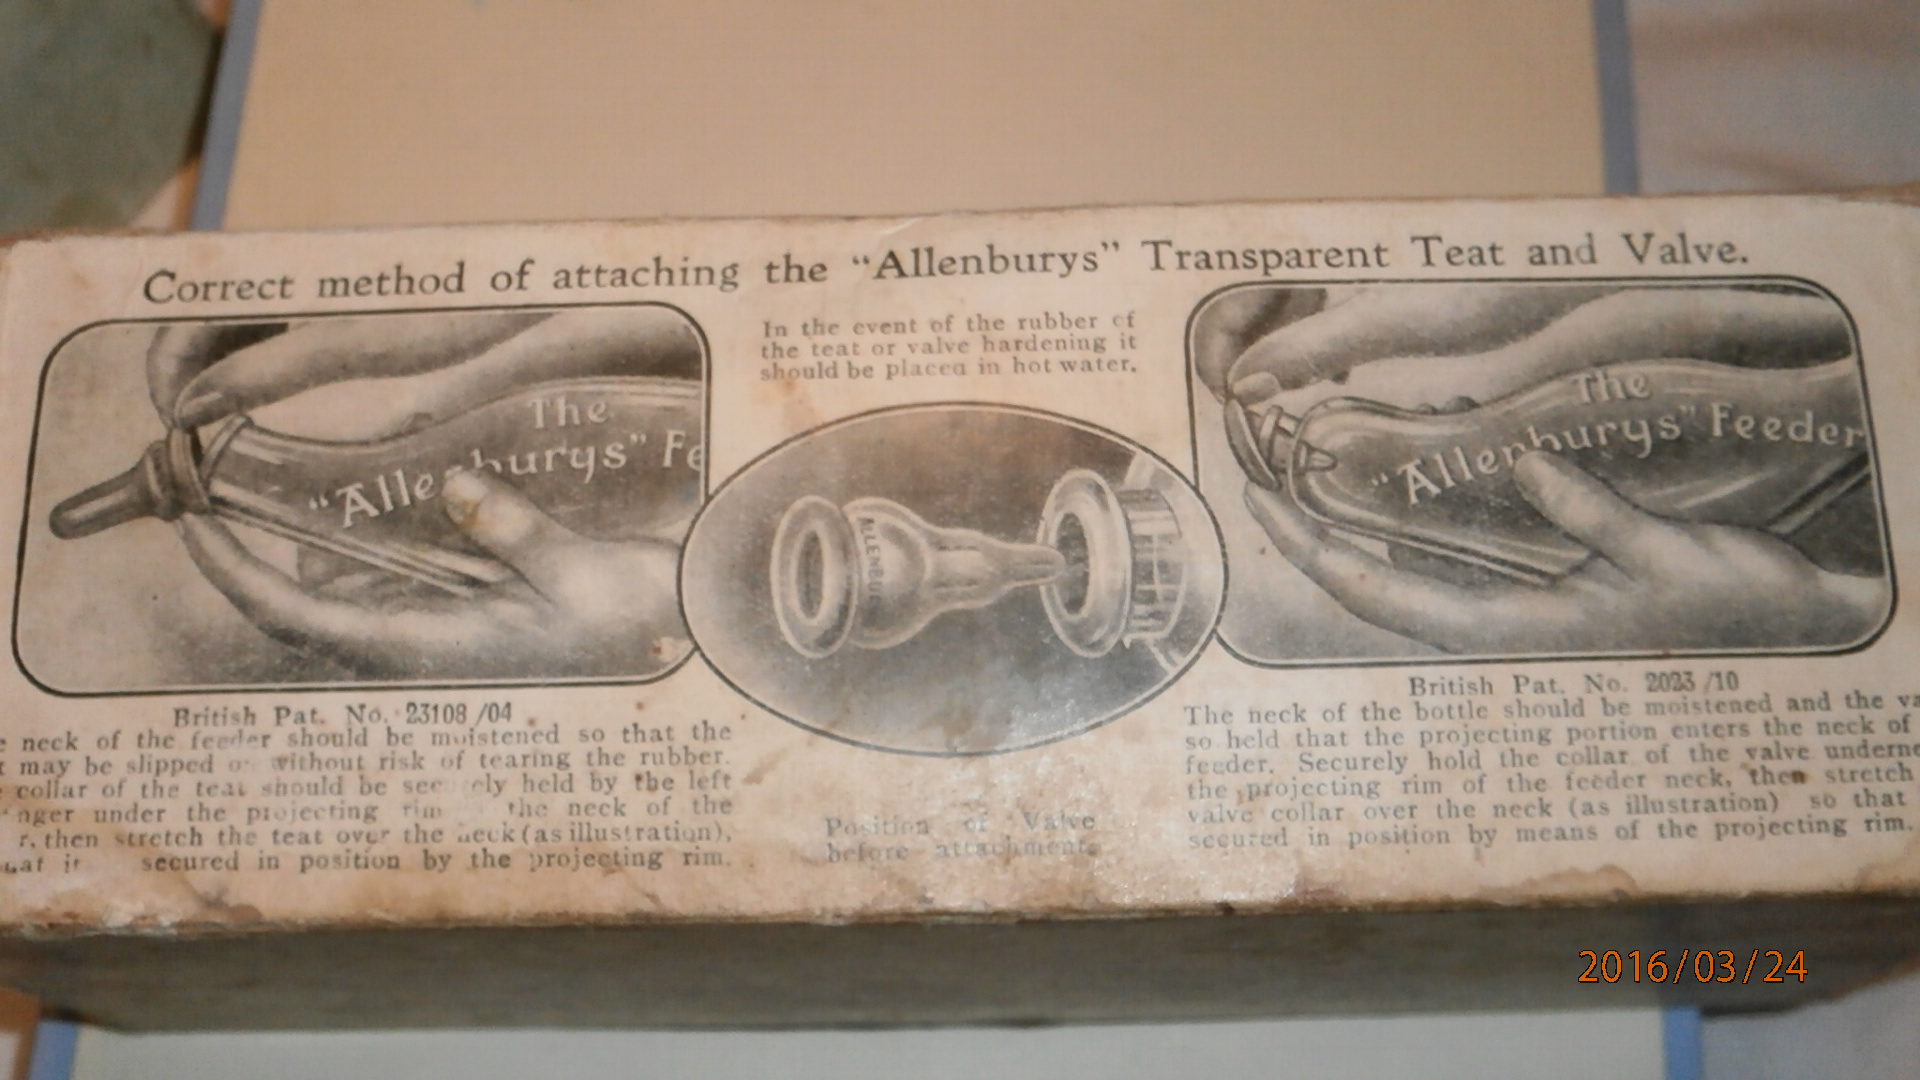 Correct method of attaching the "Allenburys" Transparent Teat and Valve.
The
"Allenburys" Fe
In the event of the rubber of
the teat or valve hardening it
should be placed in hot water.
ALLENBU
The
"Allenburys" Feeder
British Pat. No. 23108/04
neck of the feeder should be moistened so that the
may be slipped without risk of tearing the rubber.
collar of the teat should be securely held by the left
nger under the projecting rim the neck of the
r, then stretch the teat over the neck (as illustration),
it secured in position by the projecting rim.
Position of Valve
before attachment.
British Pat. No. 2023/10
The neck of the bottle should be moistened and the va
so held that the projecting portion enters the neck of
feeder. Securely hold the collar of the valve underne
the projecting rim of the feeder neck, then stretch
valve collar over the neck (as illustration) so that
secured in position by means of the projecting rim.
2016/03/24